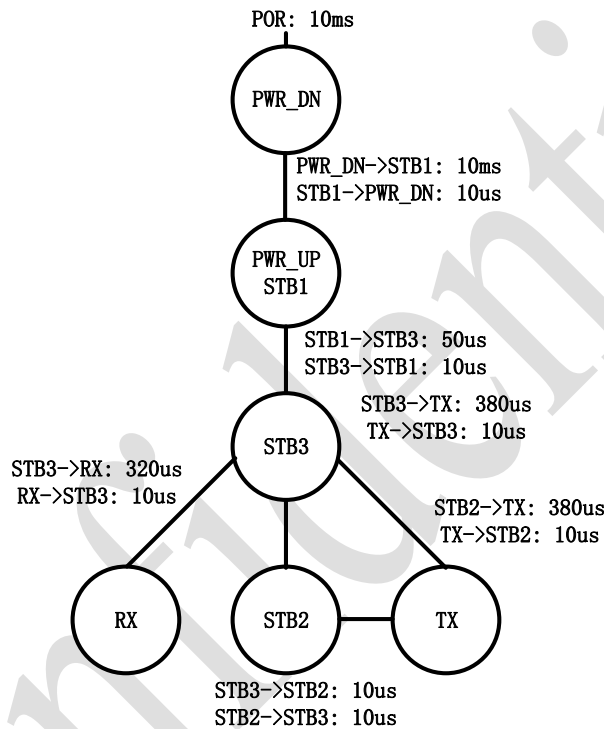 POR: 10ms
PWR_DN
PWR_DN->STB1: 10ms
STB1->PWR_DN: 10us
PWR_UP
STB1
STB1->STB3: 50us
STB3->STB1: 10us
STB3->TX: 380us
TX->STB3: 10us
STB3
STB3->RX: 320us
RX->STB3: 10us
STB2->TX: 380us
TX->STB2: 10us
RX
STB2
TX
STB3->STB2: 10us
STB2->STB3: 10us